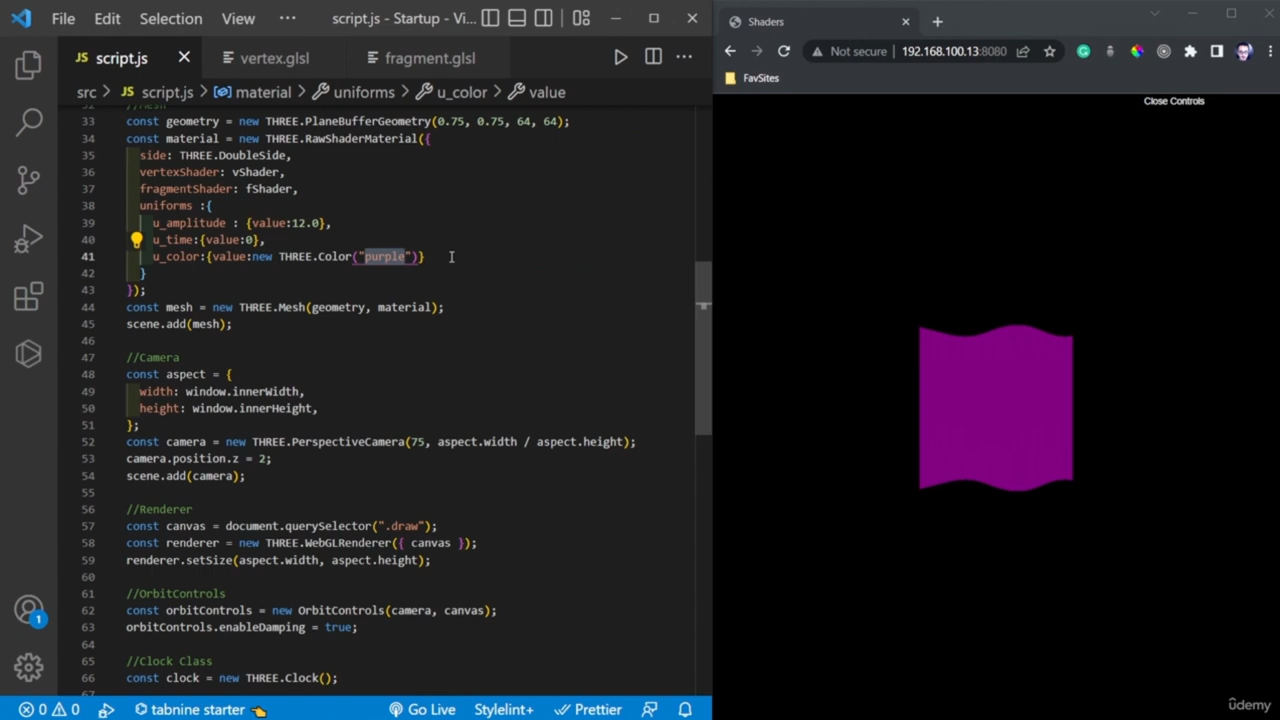 File Edit Selection View ··· script.js - Startup - Vi...
script.js vertex.glsl fragment.glsl ···
src > JS script.js > material > uniforms > u_color > value
32 //Mesh
33 const geometry = new THREE.PlaneBufferGeometry(0.75, 0.75, 64, 64);
34 const material = new THREE.RawShaderMaterial({
35 side: THREE.DoubleSide,
36 vertexShader: vShader,
37 fragmentShader: fShader,
38 uniforms :{
39 u_amplitude : {value:12.0},
40 u_time:{value:0},
41 u_color:{value:new THREE.Color("purple")}
42 }
43 });
44 const mesh = new THREE.Mesh(geometry, material);
45 scene.add(mesh);
46
47 //Camera
48 const aspect = {
49 width: window.innerWidth,
50 height: window.innerHeight,
51 };
52 const camera = new THREE.PerspectiveCamera(75, aspect.width / aspect.height);
53 camera.position.z = 2;
54 scene.add(camera);
55
56 //Renderer
57 const canvas = document.querySelector(".draw");
58 const renderer = new THREE.WebGLRenderer({ canvas });
59 renderer.setSize(aspect.width, aspect.height);
60
61 //OrbitControls
62 const orbitControls = new OrbitControls(camera, canvas);
63 orbitControls.enableDamping = true;
64
65 //Clock Class
66 const clock = new THREE.Clock();
67
1
0 0 tabnine starter Go Live Stylelint+ Prettier
Shaders
Not secure 192.168.100.13:8080
FavSites
Close Controls
ûdemy